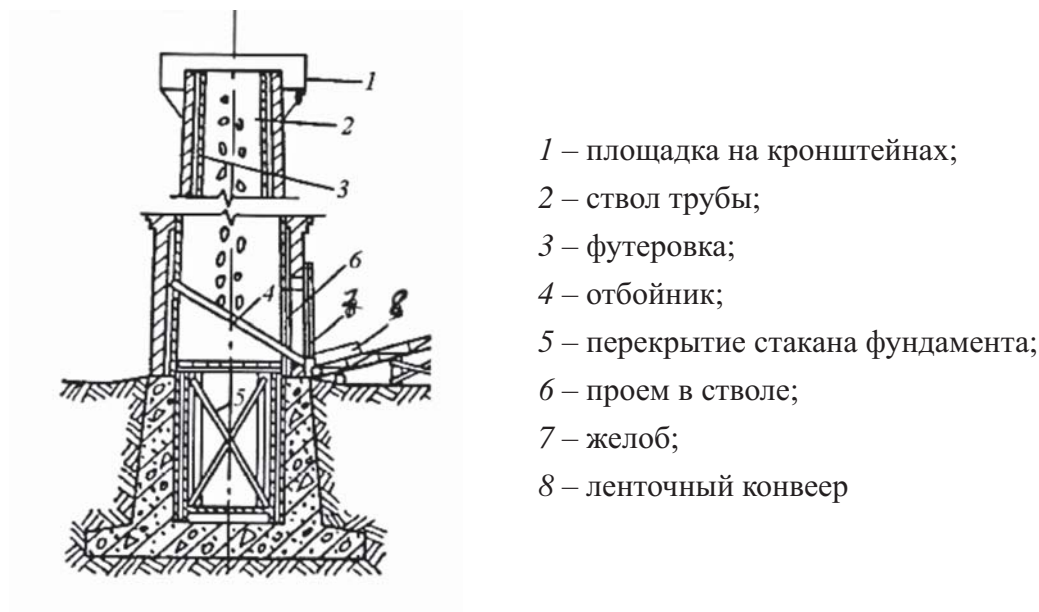 1
2
3
6
4
7
8
5
1 – площадка на кронштейнах;
2 – ствол трубы;
3 – футеровка;
4 – отбойник;
5 – перекрытие стакана фундамента;
6 – проем в стволе;
7 – желоб;
8 – ленточный конвеер